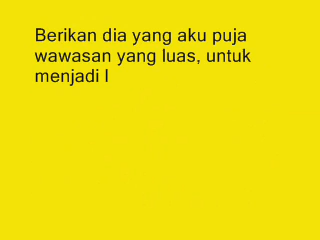 Berikan dia yang aku puja
wawasan yang luas, untuk
menjadi l